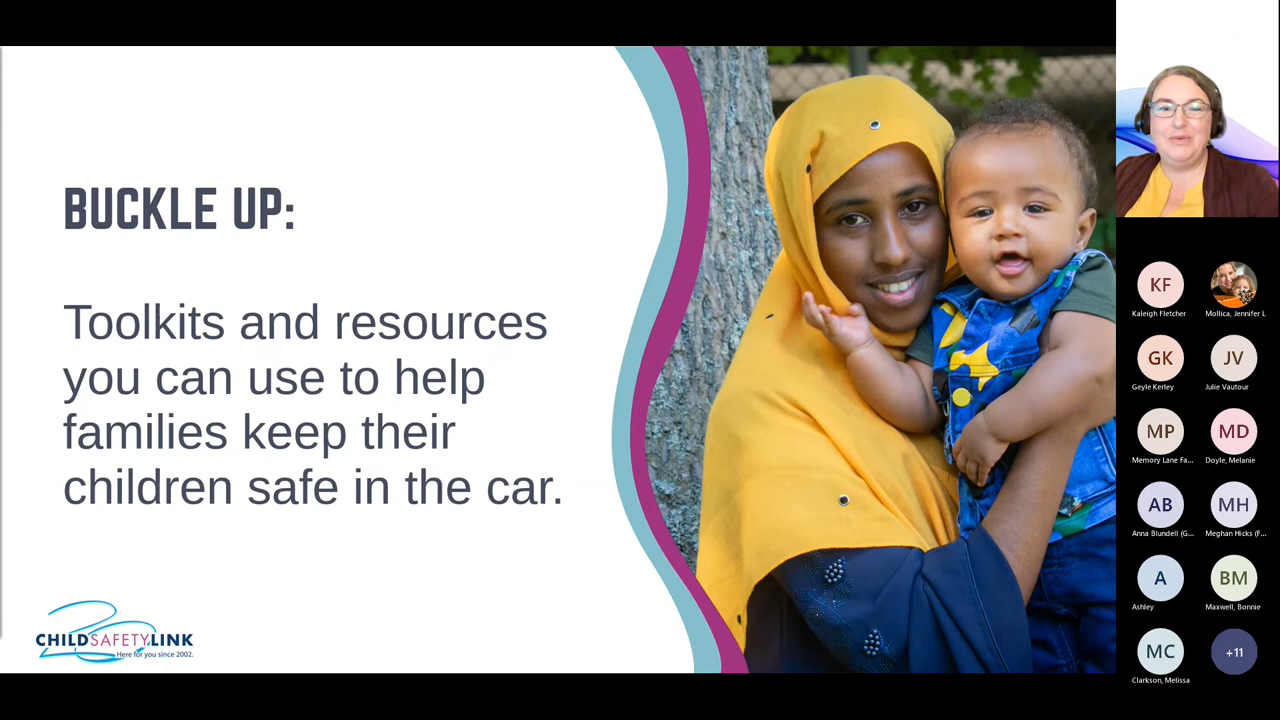 BUCKLE UP:
Toolkits and resources
you can use to help
families keep their
children safe in the car.
CHILDSAFETYLINK
Here for you since 2002.
KF
Kaleigh Fletcher
Mollica, Jennifer L
GK
Geyle Kerley
JV
Julie Vautour
MP
Memory Lane Fa...
MD
Doyle, Melanie
AB
Anna Blundell (G...
MH
Meghan Hicks (F...
A
Ashley
BM
Maxwell, Bonnie
MC
Clarkson, Melissa
+11